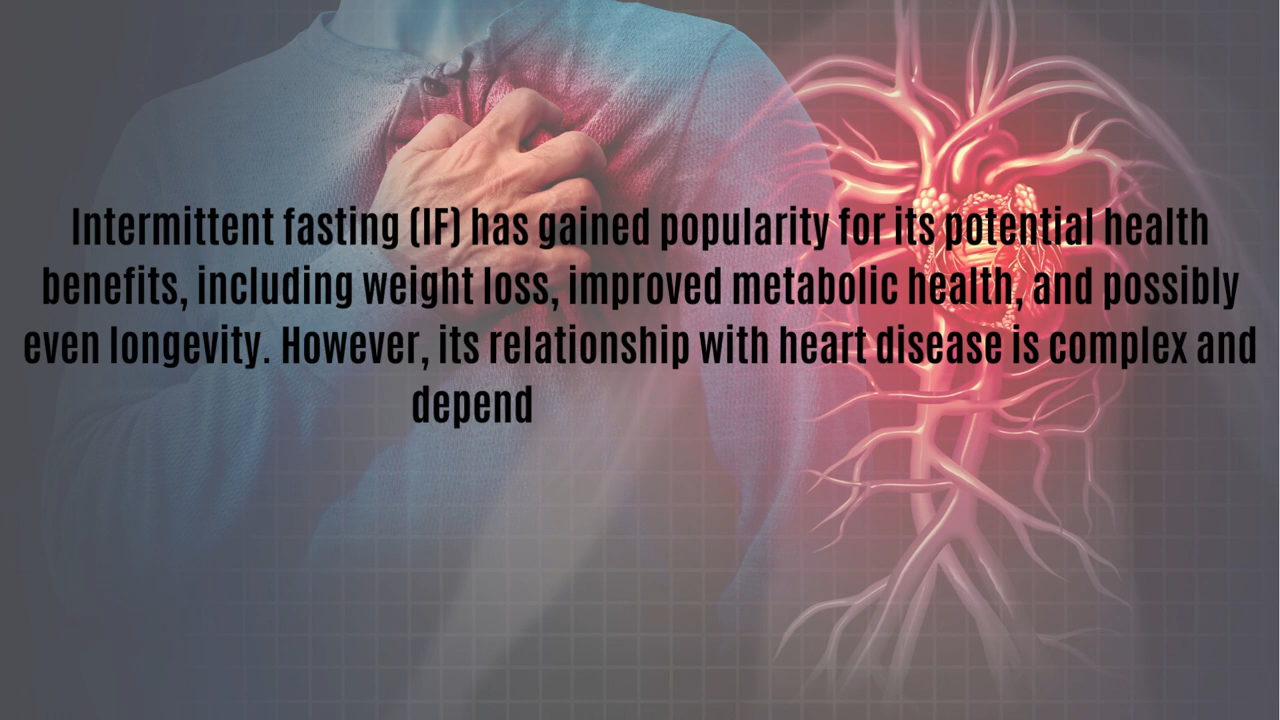 Intermittent fasting (IF) has gained popularity for its potential health
benefits, including weight loss, improved metabolic health, and possibly
even longevity. However, its relationship with heart disease is complex and
depend